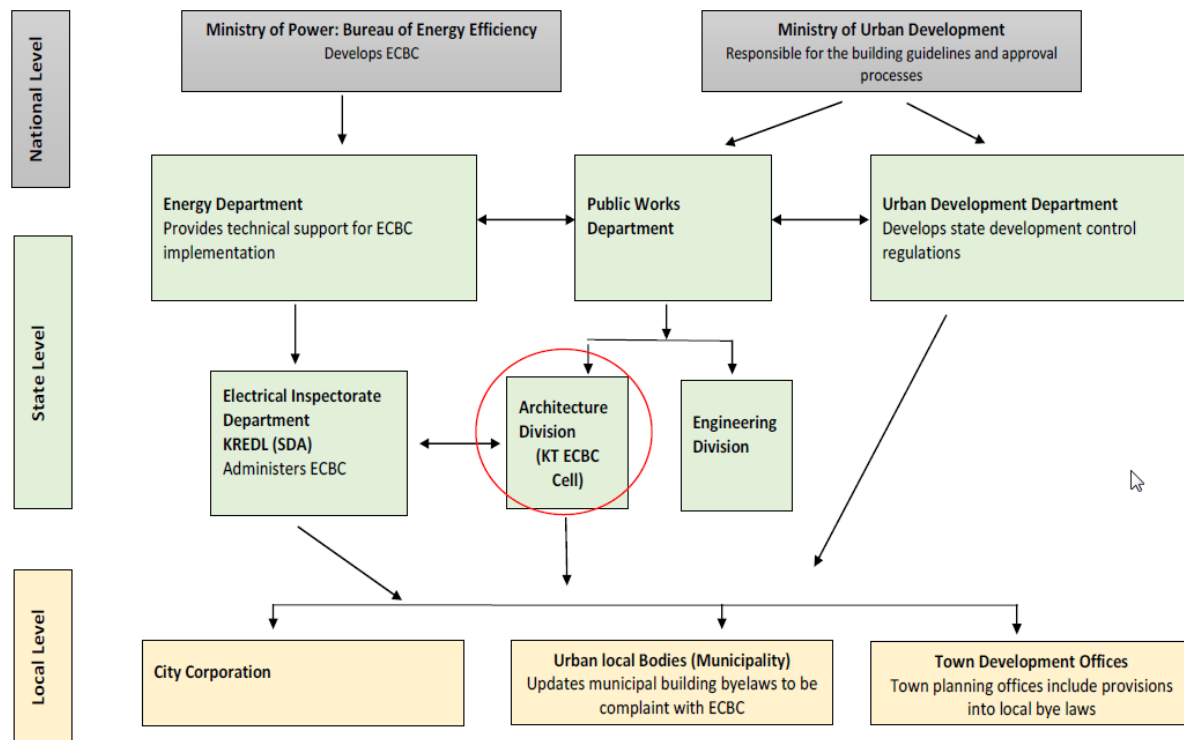 National Level
Ministry of Power: Bureau of Energy Efficiency
Develops ECBC
Ministry of Urban Development
Responsible for the building guidelines and approval
processes
State Level
Energy Department
Provides technical support for ECBC
implementation
Public Works
Department
Urban Development Department
Develops state development control
regulations
Electrical Inspectorate
Department
KREDL (SDA)
Administers ECBC
Architecture
Division
(KT ECBC
Cell)
Engineering
Division
Local Level
City Corporation
Urban local Bodies (Municipality)
Updates municipal building byelaws to be
complaint with ECBC
Town Development Offices
Town planning offices include provisions
into local bye laws